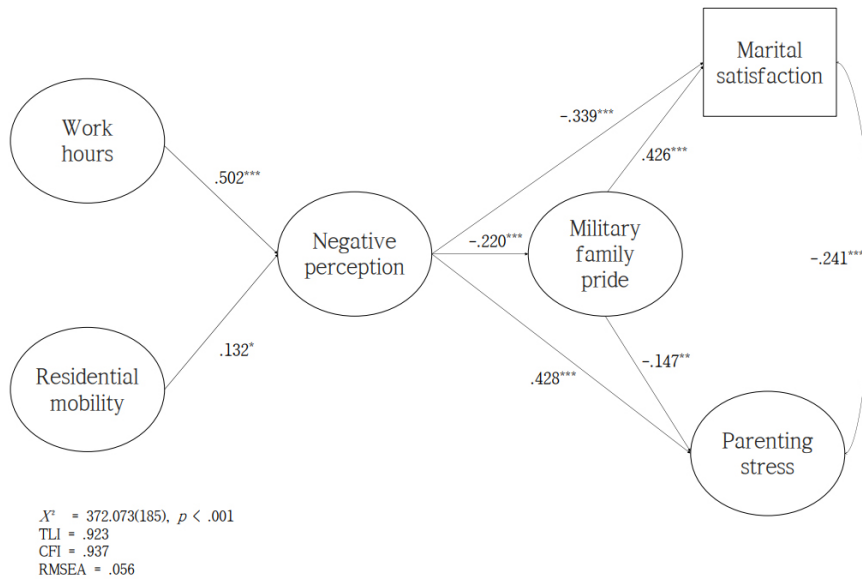 Marital
satisfaction
Work
hours
-.339***
.426***
.502***
Negative
perception
-.220***
Military
family
pride
-.241***
.132*
Residential
mobility
.428***
-.147**
Parenting
stress
X² = 372.073(185), p < .001
TLI = .923
CFI = .937
RMSEA = .056